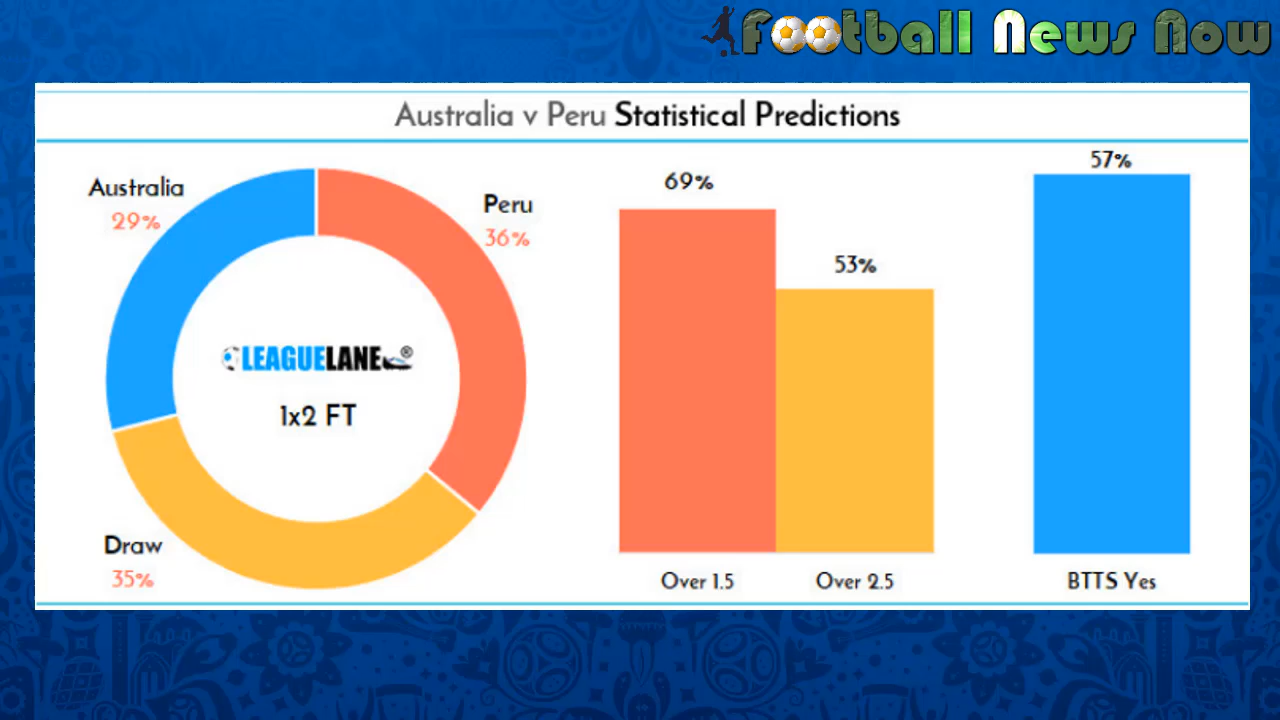 Football News Now
Australia v Peru Statistical Predictions
Australia
29%
Peru
36%
LEAGUELANE®
1x2 FT
Draw
35%
69%
53%
57%
Over 1.5
Over 2.5
BTTS Yes